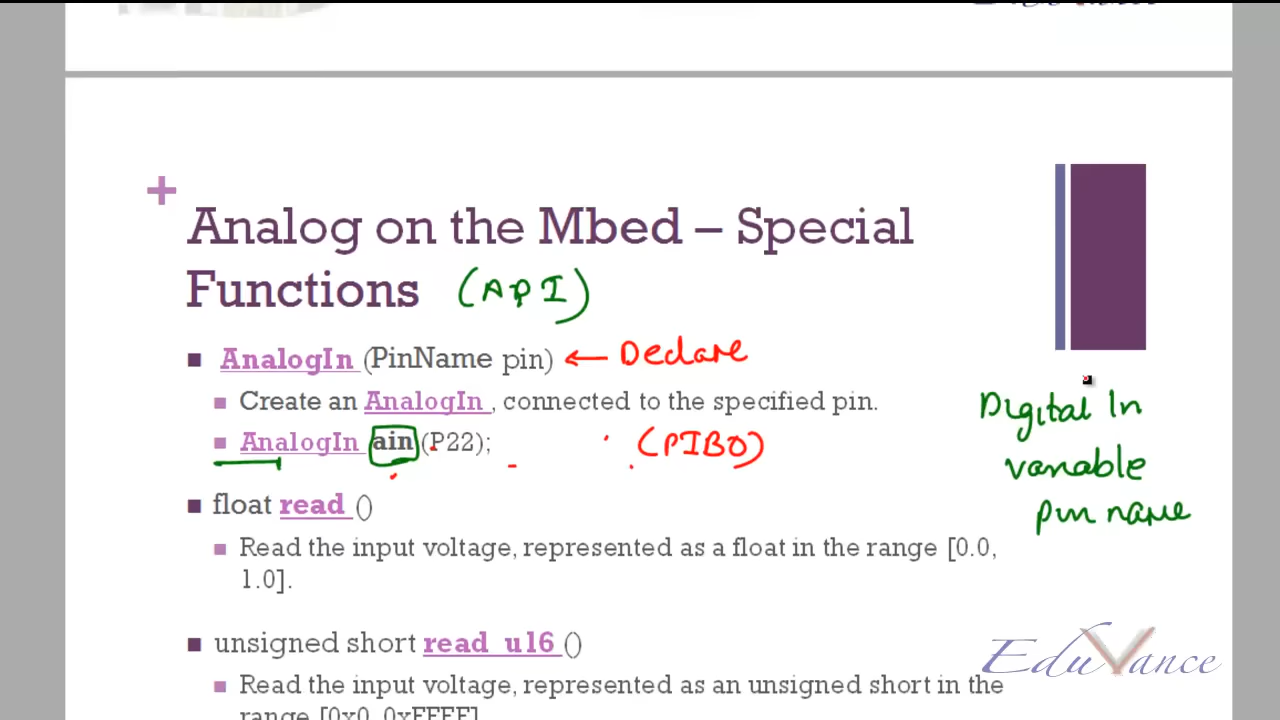 Analog on the Mbed – Special
Functions (API)
AnalogIn (PinName pin) ← Declare
Create an AnalogIn , connected to the specified pin.
AnalogIn ain (P22); (PIBO)
Digital In
variable
pin name
float read ()
Read the input voltage, represented as a float in the range [0.0,
1.0].
unsigned short read_u16 ()
Read the input voltage, represented as an unsigned short in the
range [0x0, 0xFFFF]
EduVance